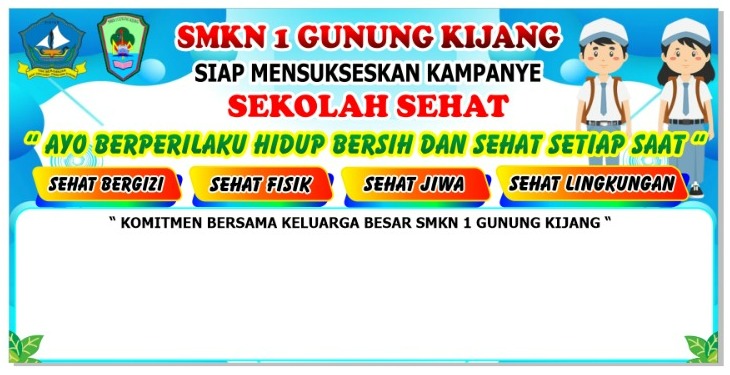 SMKN 1 GUNUNG KIJANG
SIAP MENSUKSESKAN KAMPANYE
SEKOLAH SEHAT
“ AYO BERPERILAKU HIDUP BERSIH DAN SEHAT SETIAP SAAT “
SEHAT BERGIZI
SEHAT FISIK
SEHAT JIWA
SEHAT LINGKUNGAN
“ KOMITMEN BERSAMA KELUARGA BESAR SMKN 1 GUNUNG KIJANG “